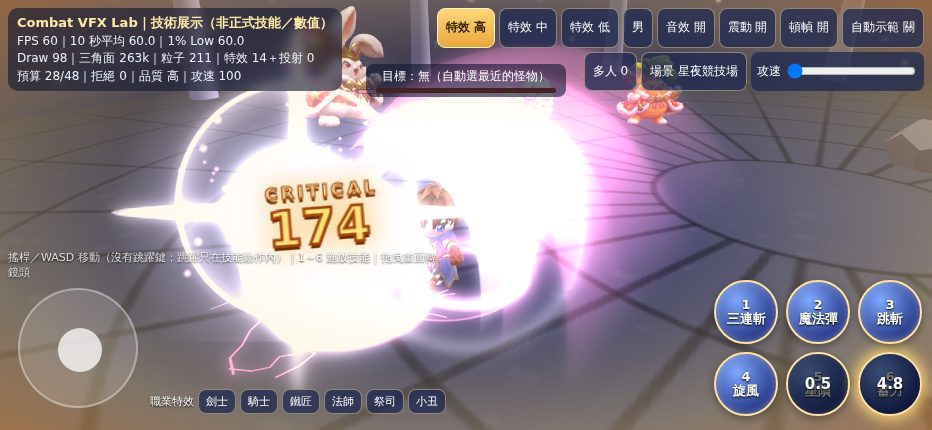 Combat VFX Lab｜技術展示（非正式技能／數值）
FPS 60｜10 秒平均 60.0｜1% Low 60.0
Draw 98｜三角面 263k｜粒子 211｜特效 14＋投射 0
預算 28/48｜拒絕 0｜品質 高｜攻速 100
特效 高
特效 中
特效 低
男
音效 開
震動 開
頓幀 開
自動示範 關
目標：無（自動選最近的怪物）
多人 0
場景 星夜競技場
攻速
CRITICAL
174
搖桿／WASD 移動（沒有跳躍鍵；跳躍只在技能動作內）｜1～6 施放技能｜拖曳畫面轉
鏡頭
1
三連斬
2
魔法彈
3
跳斬
4
旋風
0.5
4.8
職業特效
劍士
騎士
鐵匠
法師
祭司
小丑